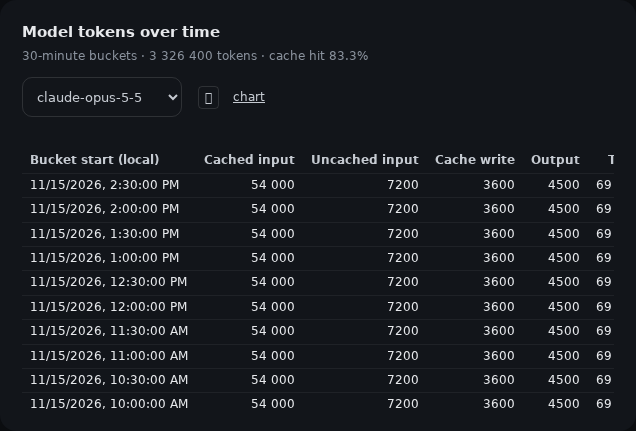 Model tokens over time
30-minute buckets · 3 326 400 tokens · cache hit 83.3%
claude-opus-5-5 chart
Bucket start (local) Cached input Uncached input Cache write Output T
11/15/2026, 2:30:00 PM 54 000 7200 3600 4500 69
11/15/2026, 2:00:00 PM 54 000 7200 3600 4500 69
11/15/2026, 1:30:00 PM 54 000 7200 3600 4500 69
11/15/2026, 1:00:00 PM 54 000 7200 3600 4500 69
11/15/2026, 12:30:00 PM 54 000 7200 3600 4500 69
11/15/2026, 12:00:00 PM 54 000 7200 3600 4500 69
11/15/2026, 11:30:00 AM 54 000 7200 3600 4500 69
11/15/2026, 11:00:00 AM 54 000 7200 3600 4500 69
11/15/2026, 10:30:00 AM 54 000 7200 3600 4500 69
11/15/2026, 10:00:00 AM 54 000 7200 3600 4500 69